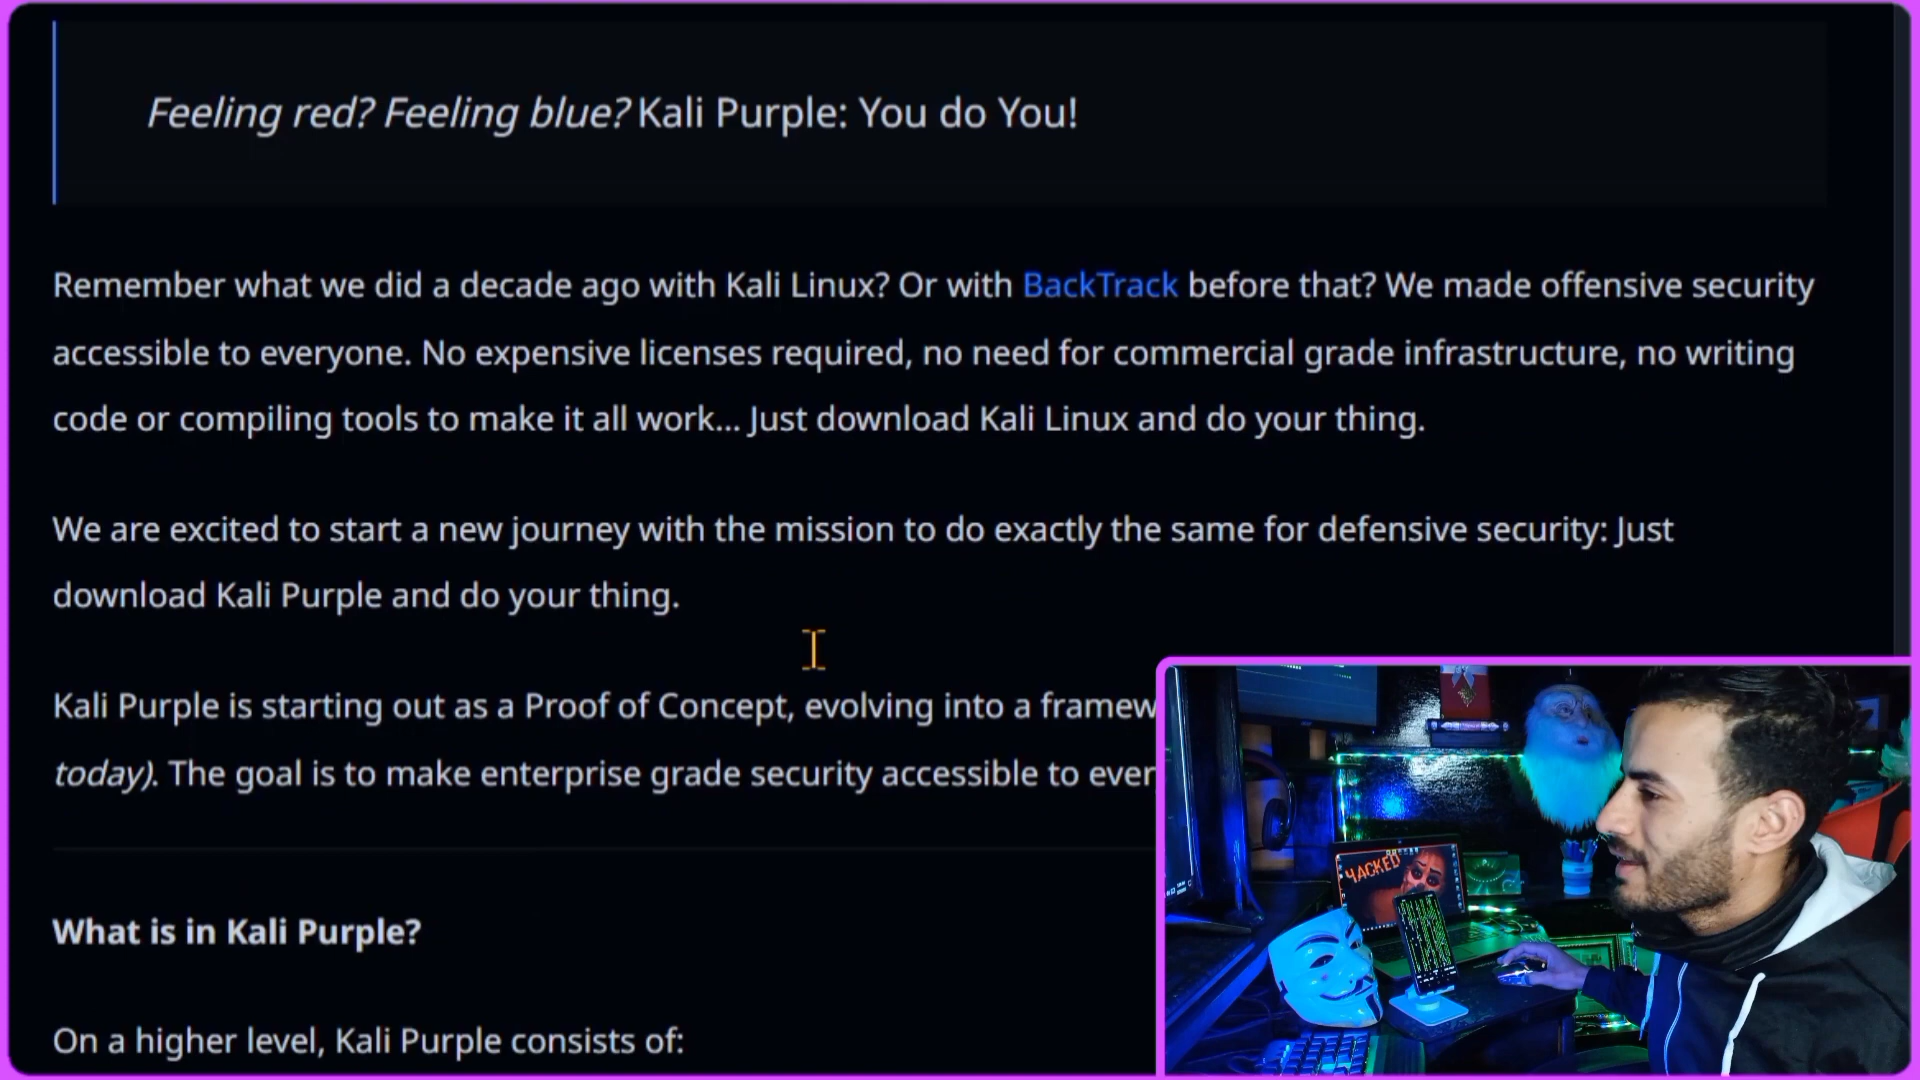 Feeling red? Feeling blue? Kali Purple: You do You!
Remember what we did a decade ago with Kali Linux? Or with BackTrack before that? We made offensive security
accessible to everyone. No expensive licenses required, no need for commercial grade infrastructure, no writing
code or compiling tools to make it all work... Just download Kali Linux and do your thing.
We are excited to start a new journey with the mission to do exactly the same for defensive security: Just
download Kali Purple and do your thing.
Kali Purple is starting out as a Proof of Concept, evolving into a framew
today). The goal is to make enterprise grade security accessible to ever
HACKED
What is in Kali Purple?
On a higher level, Kali Purple consists of: